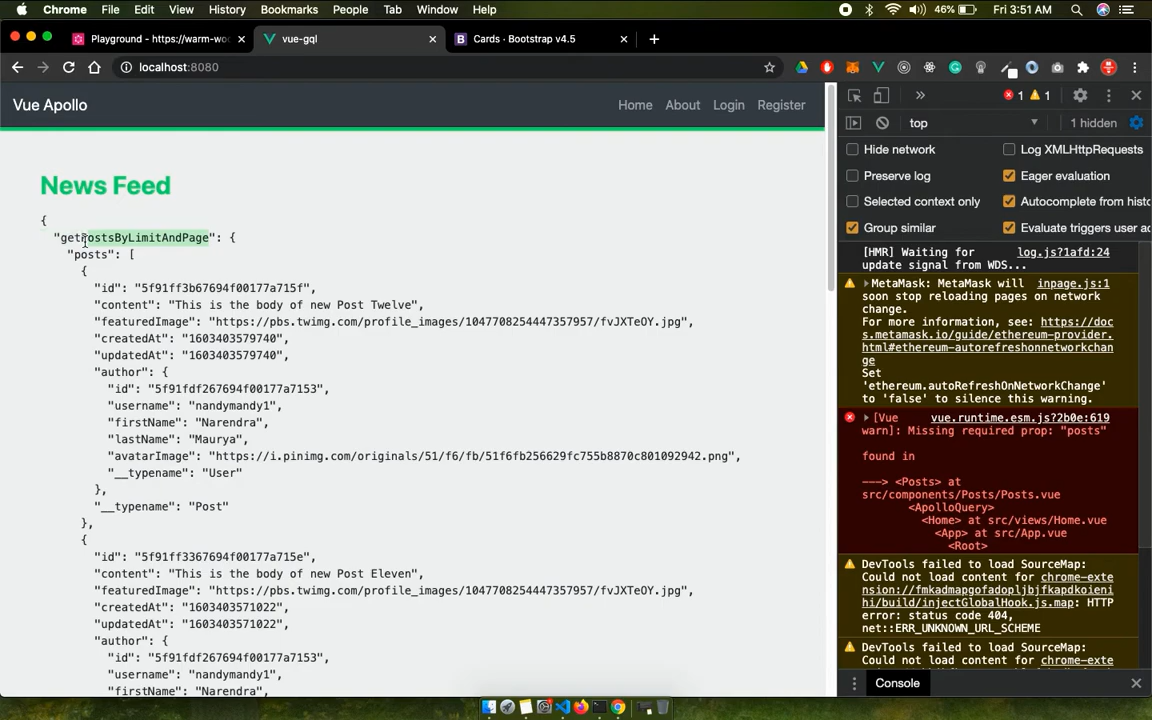 Chrome File Edit View History Bookmarks People Tab Window Help 46% Fri 3:51 AM
Playground - https://warm-wo
vue-gql
B Cards · Bootstrap v4.5
localhost:8080
Vue Apollo Home About Login Register
News Feed
{
"getPostsByLimitAndPage": {
"posts": [
{
"id": "5f91ff3b67694f00177a715f",
"content": "This is the body of new Post Twelve",
"featuredImage": "https://pbs.twimg.com/profile_images/1047708254447357957/fvJXTeOY.jpg",
"createdAt": "1603403579740",
"updatedAt": "1603403579740",
"author": {
"id": "5f91fdf267694f00177a7153",
"username": "nandymandy1",
"firstName": "Narendra",
"lastName": "Maurya",
"avatarImage": "https://i.pinimg.com/originals/51/f6/fb/51f6fb256629fc755b8870c801092942.png",
"__typename": "User"
},
"__typename": "Post"
},
{
"id": "5f91ff3367694f00177a715e",
"content": "This is the body of new Post Eleven",
"featuredImage": "https://pbs.twimg.com/profile_images/1047708254447357957/fvJXTeOY.jpg",
"createdAt": "1603403571022",
"updatedAt": "1603403571022",
"author": {
"id": "5f91fdf267694f00177a7153",
"username": "nandymandy1",
"firstName": "Narendra",
1 1
top 1 hidden
Hide network Log XMLHttpRequests
Preserve log Eager evaluation
Selected context only Autocomplete from histo
Group similar Evaluate triggers user ac
[HMR] Waiting for log.js?1afd:24
update signal from WDS...
MetaMask: MetaMask will inpage.js:1
soon stop reloading pages on network
change.
For more information, see: https://doc
s.metamask.io/guide/ethereum-provider.
html#ethereum-autorefreshonnetworkchan
ge
Set
'ethereum.autoRefreshOnNetworkChange'
to 'false' to silence this warning.
[Vue vue.runtime.esm.js?2b0e:619
warn]: Missing required prop: "posts"
found in
---> <Posts> at
src/components/Posts/Posts.vue
<ApolloQuery>
<Home> at src/views/Home.vue
<App> at src/App.vue
<Root>
DevTools failed to load SourceMap:
Could not load content for chrome-exte
nsion://fmkadmapgofadopljbjfkapdkoieni
hi/build/injectGlobalHook.js.map: HTTP
error: status code 404,
net::ERR_UNKNOWN_URL_SCHEME
DevTools failed to load SourceMap:
Could not load content for chrome-exte
Console